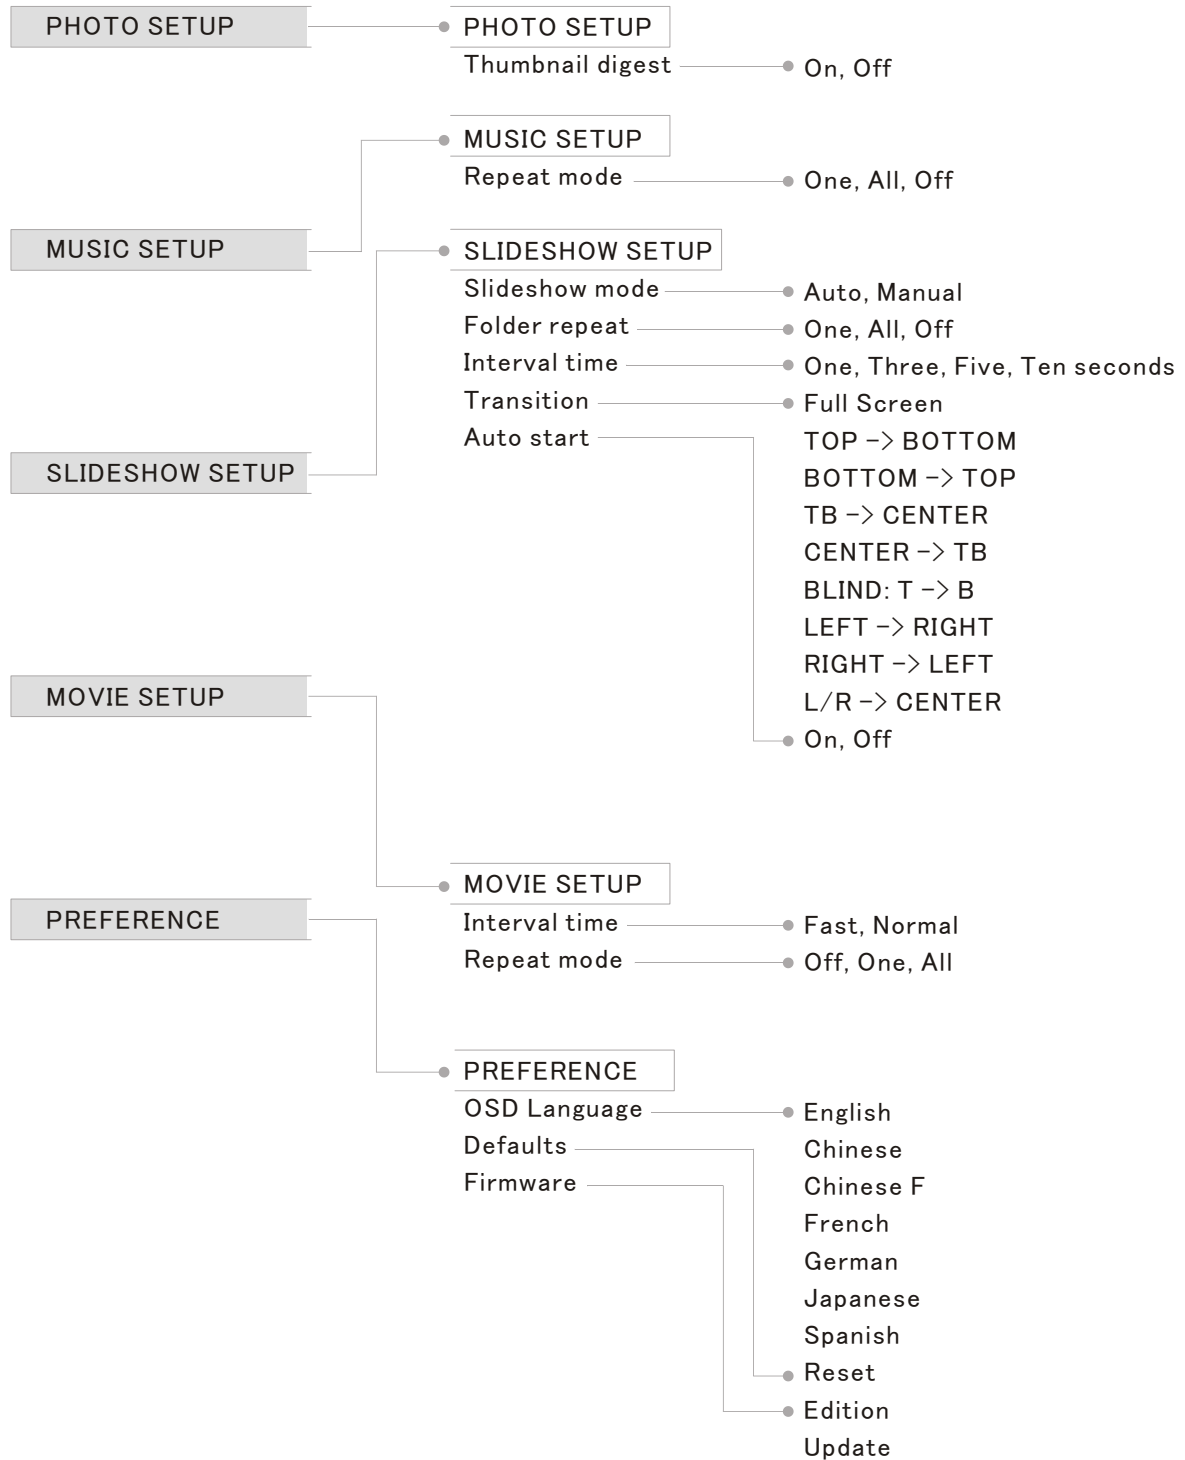 PHOTO SETUP
PHOTO SETUP
Thumbnail digest
On, Off
MUSIC SETUP
MUSIC SETUP
Repeat mode
One, All, Off
SLIDESHOW SETUP
SLIDESHOW SETUP
Slideshow mode
Auto, Manual
Folder repeat
One, All, Off
Interval time
One, Three, Five, Ten seconds
Transition
Full Screen
TOP -> BOTTOM
BOTTOM -> TOP
TB -> CENTER
CENTER -> TB
BLIND: T -> B
LEFT -> RIGHT
RIGHT -> LEFT
L/R -> CENTER
Auto start
On, Off
MOVIE SETUP
MOVIE SETUP
Interval time
Fast, Normal
Repeat mode
Off, One, All
PREFERENCE
PREFERENCE
OSD Language
English
Chinese
Chinese F
French
German
Japanese
Spanish
Defaults
Reset
Firmware
Edition
Update